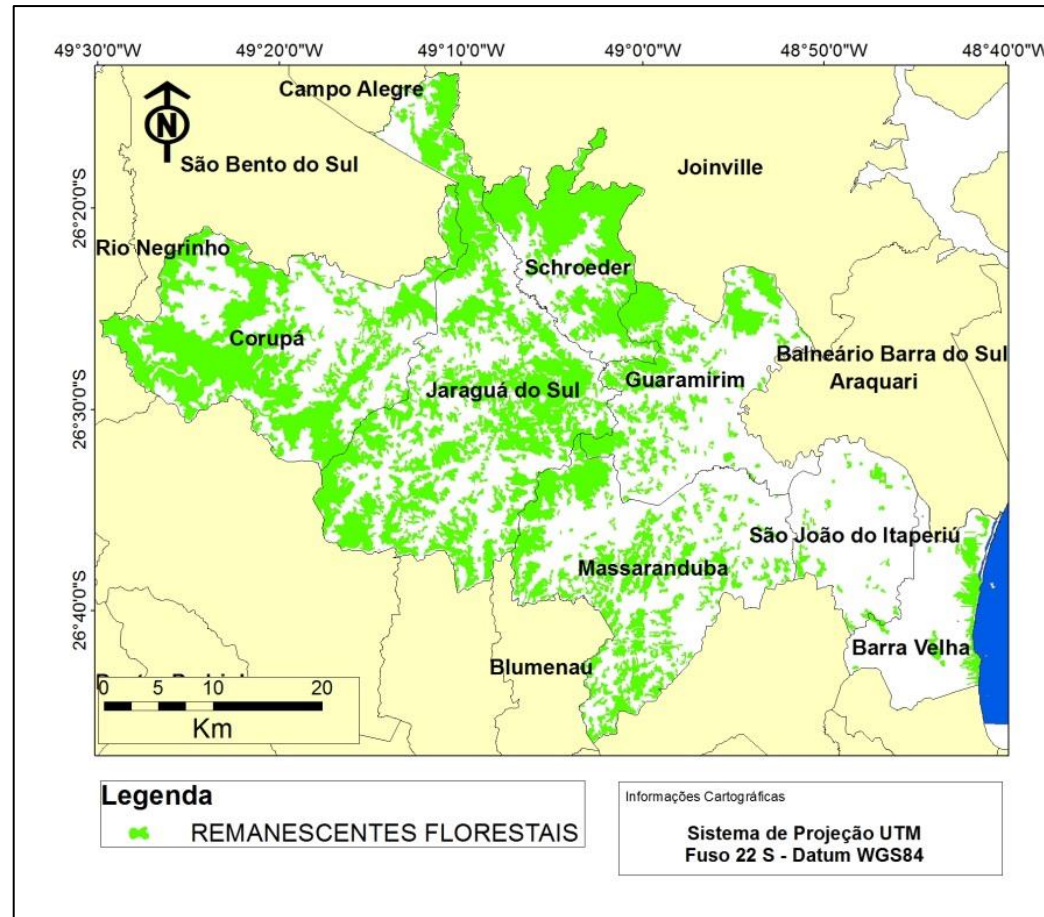 49°30'0"W 49°20'0"W 49°10'0"W 49°0'0"W 48°50'0"W 48°40'0"W
Campo Alegre
N
São Bento do Sul
Joinville
26°20'0"S
Rio Negrinho
Schroeder
Corupá
Balneário Barra do Sul
Araquari
Guaramirim
Jaraguá do Sul
26°30'0"S
São João do Itaperiú
Massaranduba
26°40'0"S
Barra Velha
Blumenau
0 5 10 20
Km
Legenda
REMANESCENTES FLORESTAIS
Informações Cartográficas
Sistema de Projeção UTM
Fuso 22 S - Datum WGS84